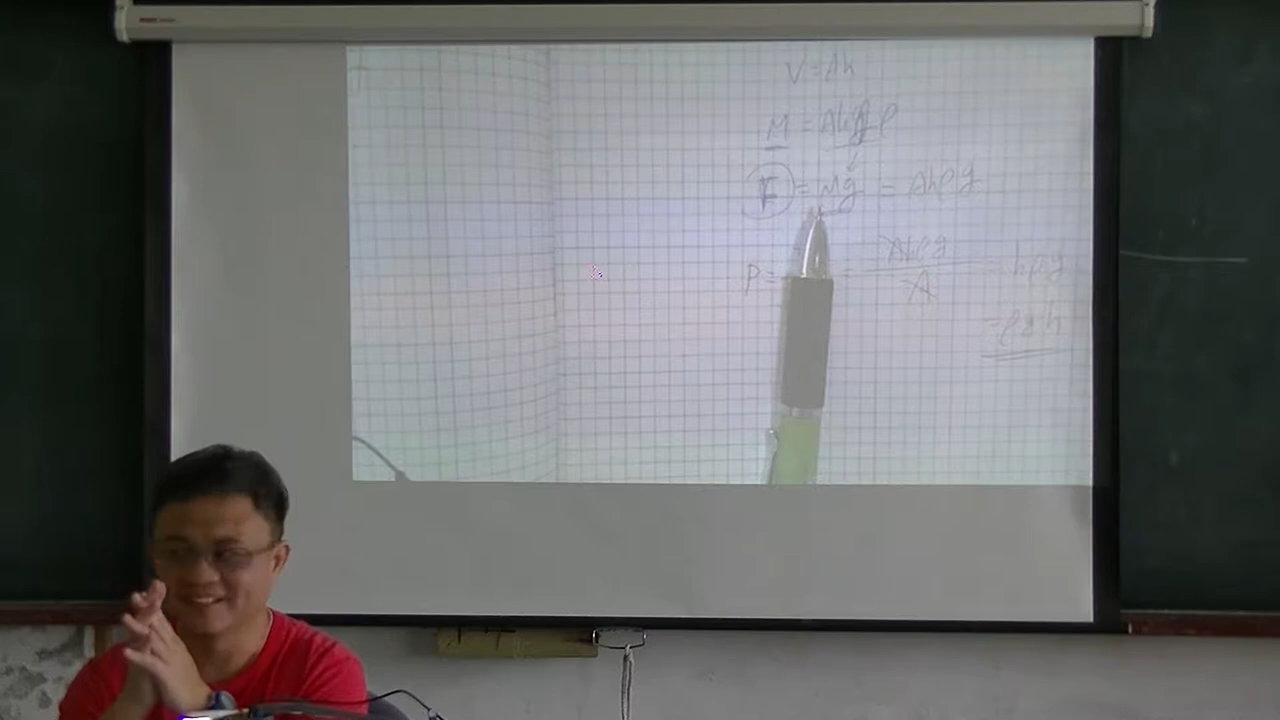 V = Ah
M = Ahρ
F = Mg = Ahρg
P = = Ahρg / A = hρg
= ρgh